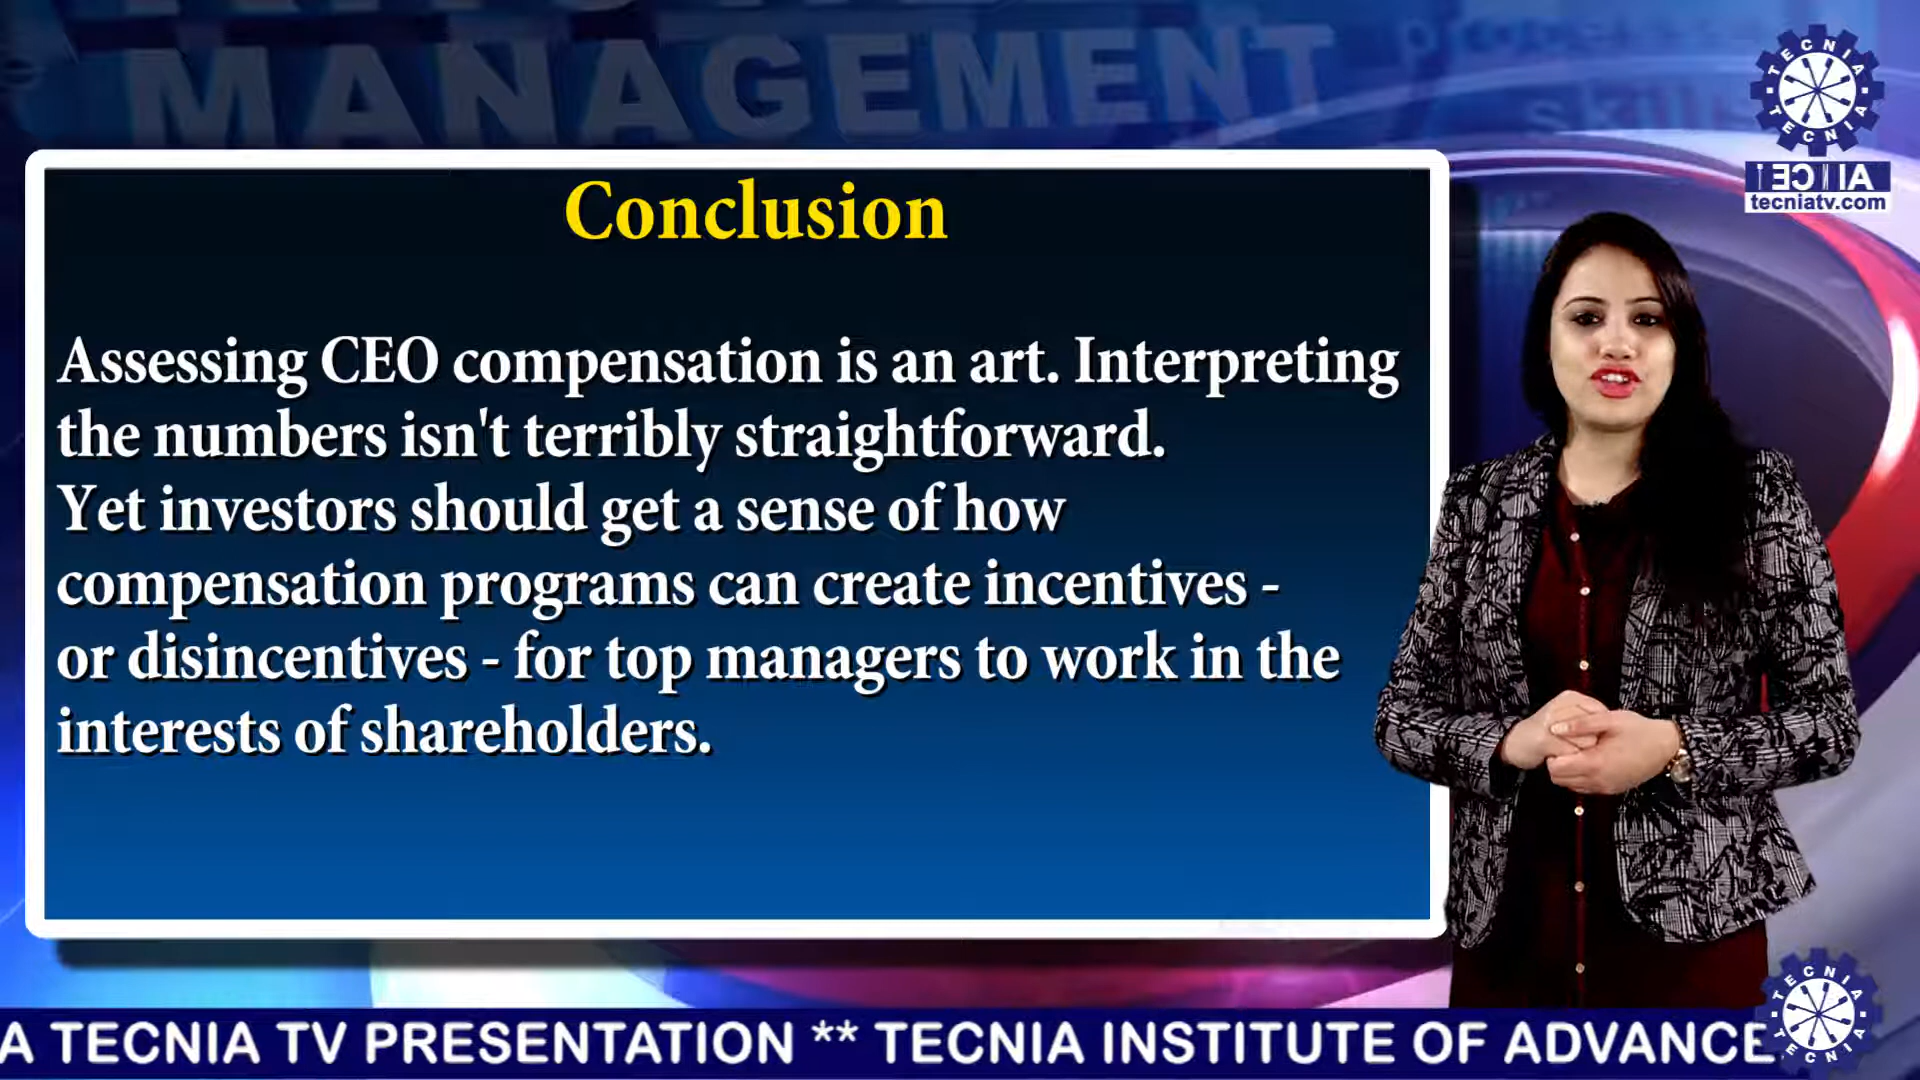 MANAGEMENT
skills
TECNIA
TECNIA
tecniatv.com
Conclusion
Assessing CEO compensation is an art. Interpreting
the numbers isn't terribly straightforward.
Yet investors should get a sense of how
compensation programs can create incentives -
or disincentives - for top managers to work in the
interests of shareholders.
A TECNIA TV PRESENTATION ** TECNIA INSTITUTE OF ADVANCE
TECNIA
TECNIA